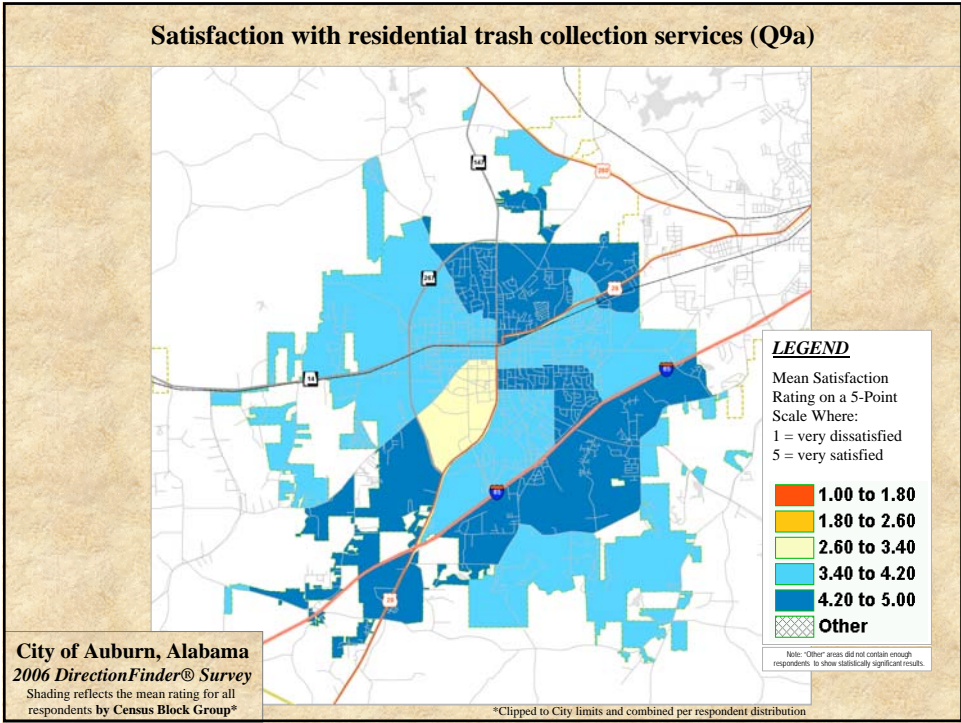 Satisfaction with residential trash collection services (Q9a)
147
280
267
29
14
85
85
29
LEGEND
Mean Satisfaction
Rating on a 5-Point
Scale Where:
1 = very dissatisfied
5 = very satisfied
1.00 to 1.80
1.80 to 2.60
2.60 to 3.40
3.40 to 4.20
4.20 to 5.00
Other
Note: "Other" areas did not contain enough
respondents to show statistically significant results.
City of Auburn, Alabama
2006 DirectionFinder® Survey
Shading reflects the mean rating for all
respondents by Census Block Group*
*Clipped to City limits and combined per respondent distribution